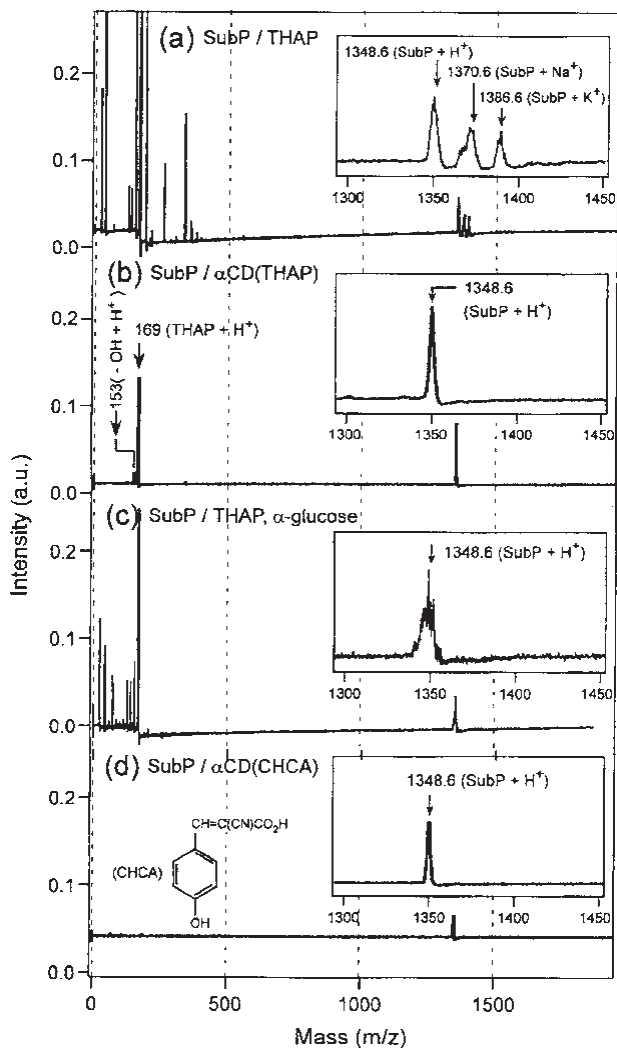 (a) SubP / THAP
1348.6 (SubP + H⁺)
1370.6 (SubP + Na⁺)
1386.6 (SubP + K⁺)
0.2
0.1
0.0
1300 1350 1400 1450
(b) SubP / αCD(THAP)
153( - OH + H⁺)
169 (THAP + H⁺)
1348.6
(SubP + H⁺)
0.2
0.1
0.0
1300 1350 1400 1450
(c) SubP / THAP, α-glucose
1348.6 (SubP + H⁺)
0.2
0.1
0.0
1300 1350 1400 1450
(d) SubP / αCD(CHCA)
1348.6 (SubP + H⁺)
CH=C(CN)CO₂H
(CHCA)
OH
0.2
0.1
0.0
1300 1350 1400 1450
0 500 1000 1500
Mass (m/z)
Intensity (a.u.)